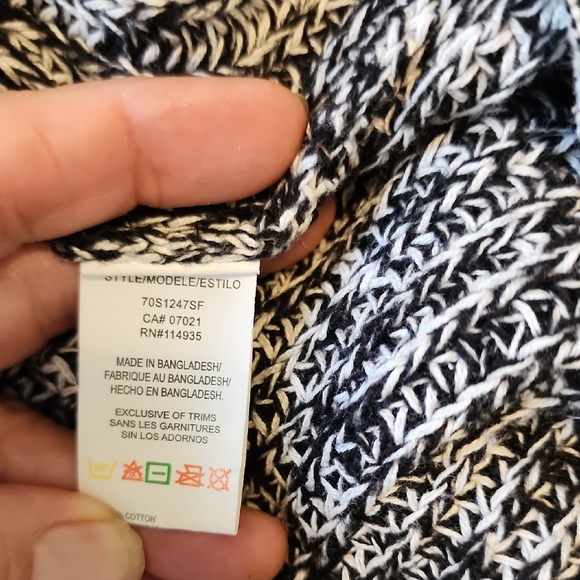 STYLE/MODELE/ESTILO
70S1247SF
CA# 07021
RN#114935
MADE IN BANGLADESH/
FABRIQUE AU BANGLADESH/
HECHO EN BANGLADESH.
EXCLUSIVE OF TRIMS
SANS LES GARNITURES
SIN LOS ADORNOS
COTTON